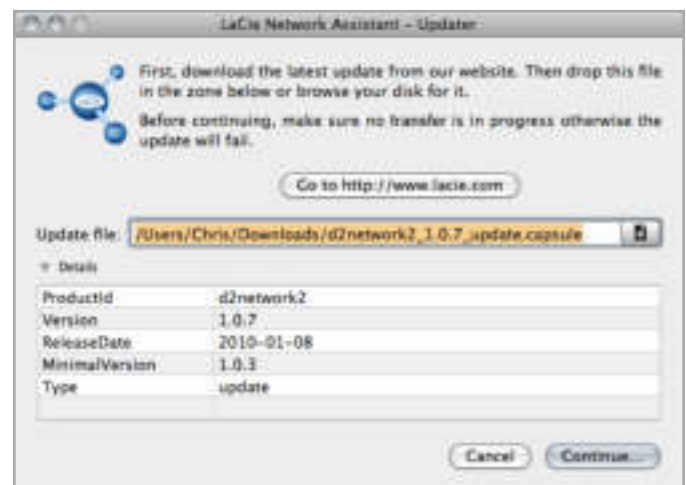 LaCie Network Assistant – Updater
First, download the latest update from our website. Then drop this file
in the zone below or browse your disk for it.
Before continuing, make sure no transfer is in progress otherwise the
update will fail.
Go to http://www.lacie.com
Update file: /Users/Chris/Downloads/d2network2_1.0.7_update.capsule
Details
ProductId d2network2
Version 1.0.7
ReleaseDate 2010-01-08
MinimalVersion 1.0.3
Type update
Cancel Continue...